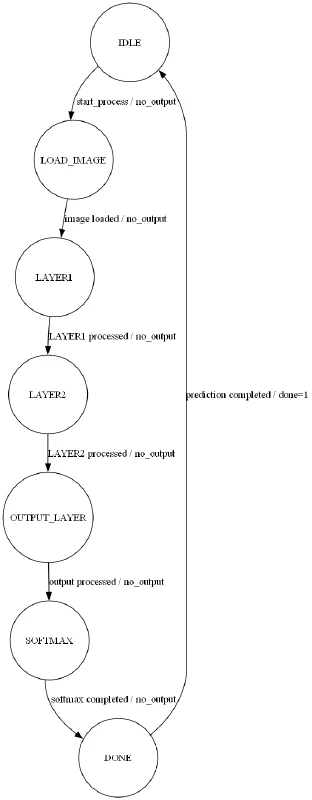 IDLE
start_process / no_output
LOAD_IMAGE
image loaded / no_output
LAYER1
LAYER1 processed / no_output
LAYER2
prediction completed / done=1
LAYER2 processed / no_output
OUTPUT_LAYER
output processed / no_output
SOFTMAX
softmax completed / no_output
DONE